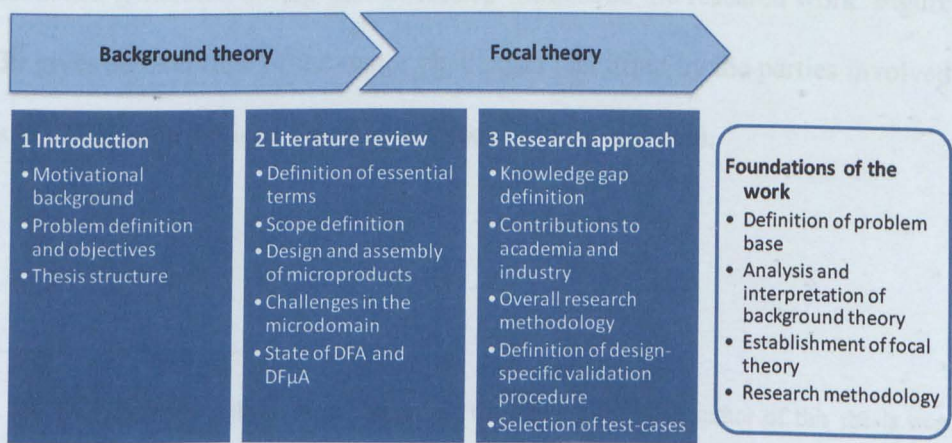 Background theory
Focal theory
1 Introduction
• Motivational
background
• Problem definition
and objectives
• Thesis structure
2 Literature review
• Definition of essential
terms
• Scope definition
• Design and assembly
of microproducts
• Challenges in the
microdomain
• State of DFA and
DFµA
3 Research approach
• Knowledge gap
definition
• Contributions to
academia and
industry
• Overall research
methodology
• Definition of design-
specific validation
procedure
• Selection of test-cases
Foundations of the
work
• Definition of problem
base
• Analysis and
interpretation of
background theory
• Establishment of focal
theory
• Research methodology